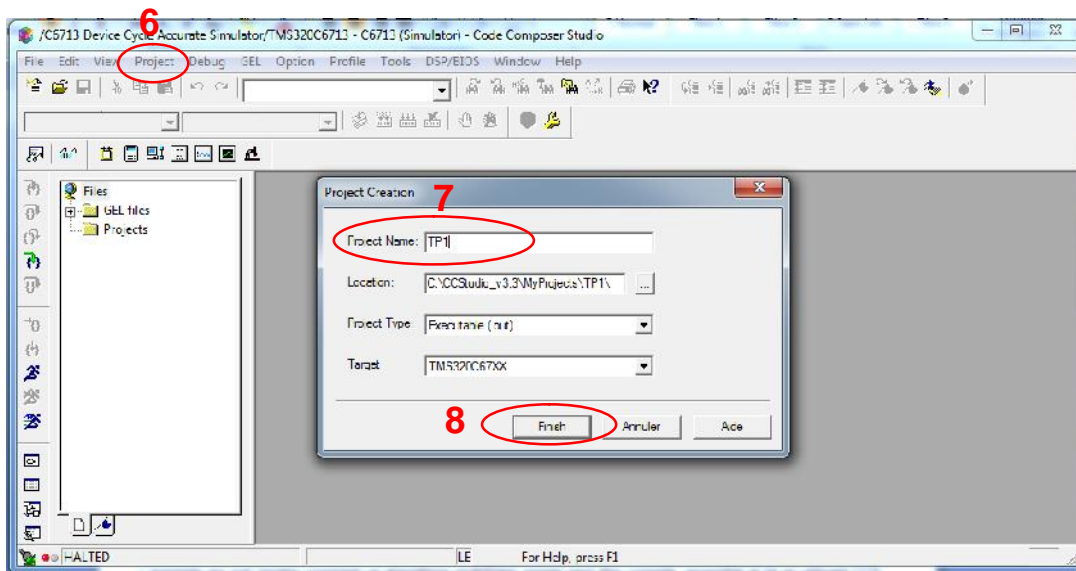 6
/C6713 Device Cycle Accurate Simulator/TMS320C6713 - C6713 (Simulator) - Code Composer Studio
File Edit View Project Debug GEL Option Profile Tools DSP/BIOS Window Help
Files
GEL files
Projects
Project Creation
7
Project Name: TP1
Location: C:\CCStudio_v3.3\MyProjects\TP1\ ...
Project Type Executable (.out)
Target TMS320C67XX
8
Finish Annuler Aide
HALTED LE For Help, press F1